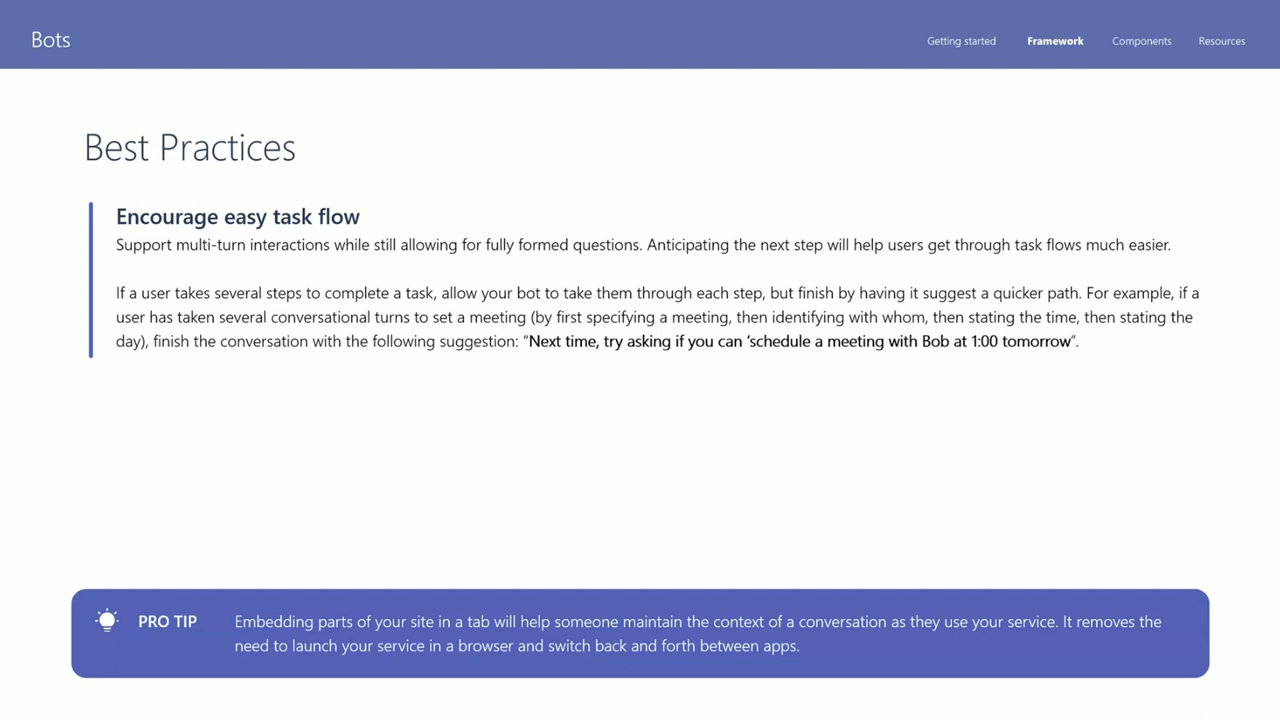 Bots
Getting started Framework Components Resources
Best Practices
Encourage easy task flow
Support multi-turn interactions while still allowing for fully formed questions. Anticipating the next step will help users get through task flows much easier.
If a user takes several steps to complete a task, allow your bot to take them through each step, but finish by having it suggest a quicker path. For example, if a
user has taken several conversational turns to set a meeting (by first specifying a meeting, then identifying with whom, then stating the time, then stating the
day), finish the conversation with the following suggestion: “Next time, try asking if you can ‘schedule a meeting with Bob at 1:00 tomorrow”.
PRO TIP
Embedding parts of your site in a tab will help someone maintain the context of a conversation as they use your service. It removes the
need to launch your service in a browser and switch back and forth between apps.